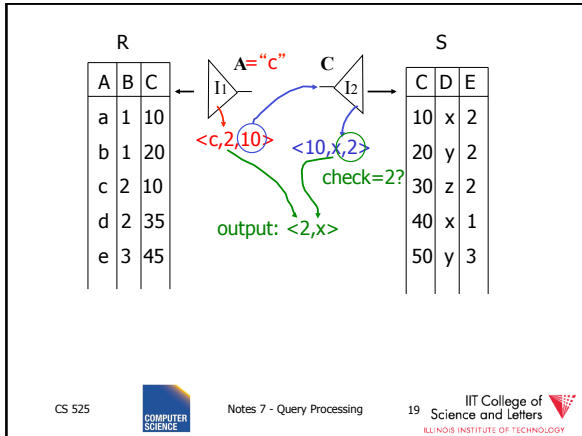 R A=“c” C S
A B C I1 I2 C D E
a 1 10 10 x 2
b 1 20 <c,2,10> <10,x,2> 20 y 2
c 2 10 check=2? 30 z 2
d 2 35 output: <2,x> 40 x 1
e 3 45 50 y 3
CS 525 COMPUTER SCIENCE Notes 7 - Query Processing 19 IIT College of Science and Letters
ILLINOIS INSTITUTE OF TECHNOLOGY